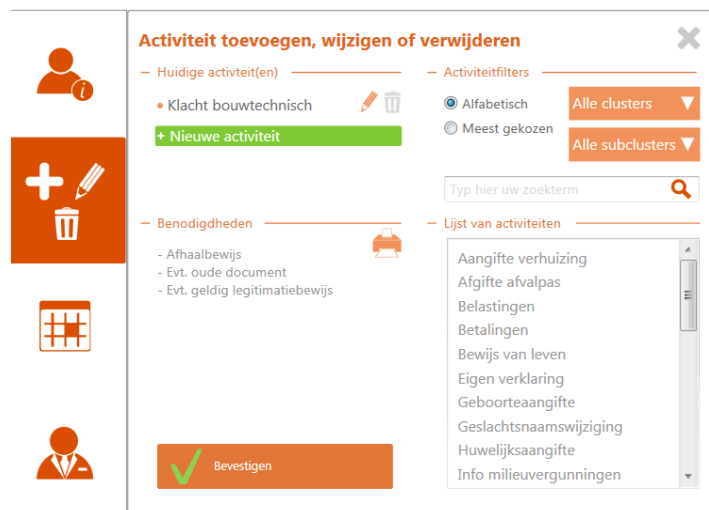 Activiteit toevoegen, wijzigen of verwijderen
Huidige activteit(en)
• Klacht bouwtechnisch
+ Nieuwe activiteit
Activiteitfilters
Alfabetisch
Meest gekozen
Alle clusters
Alle subclusters
Typ hier uw zoekterm
Benodigdheden
- Afhaalbewijs
- Evt. oude document
- Evt. geldig legitimatiebewijs
Bevestigen
Lijst van activiteiten
Aangifte verhuizing
Afgifte afvalpas
Belastingen
Betalingen
Bewijs van leven
Eigen verklaring
Geboorteaangifte
Geslachtsnaamswijziging
Huwelijksaangifte
Info milieuvergunningen